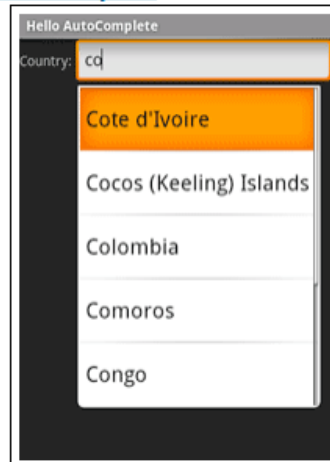 Hello AutoComplete
Country: co
Cote d'Ivoire
Cocos (Keeling) Islands
Colombia
Comoros
Congo